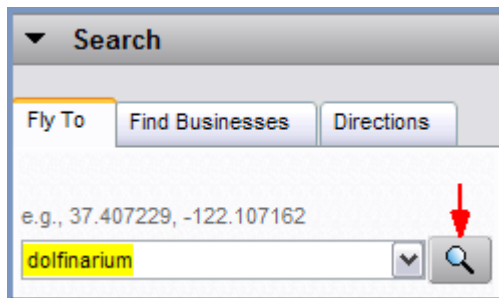 Search
Fly To Find Businesses Directions
e.g., 37.407229, -122.107162
dolfinarium